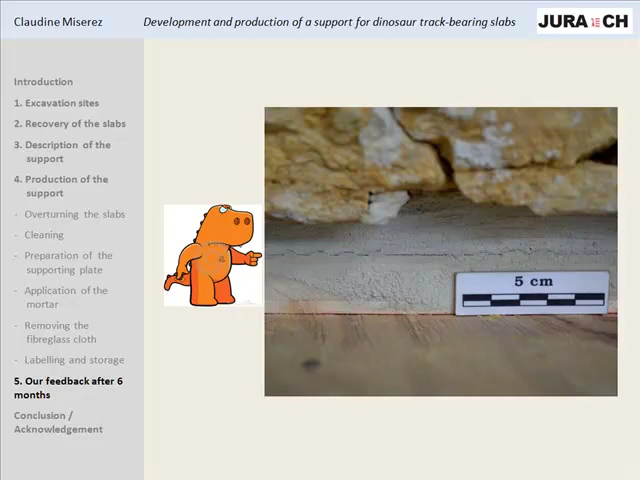 Claudine Miserez
Development and production of a support for dinosaur track-bearing slabs
JURA CH
Introduction
1. Excavation sites
2. Recovery of the slabs
3. Description of the
support
4. Production of the
support
- Overturning the slabs
- Cleaning
- Preparation of the
supporting plate
- Application of the
mortar
- Removing the
fibreglass cloth
- Labelling and storage
5. Our feedback after 6
months
Conclusion /
Acknowledgement
5 cm